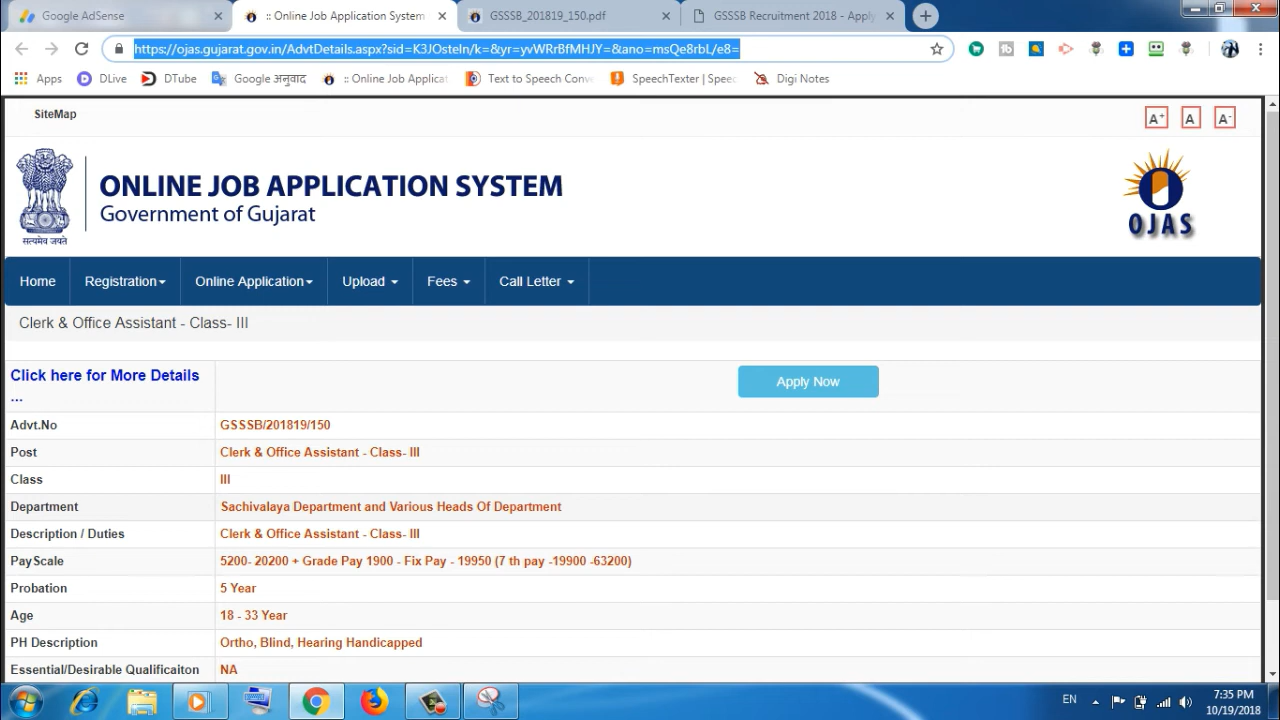 Google AdSense
:: Online Job Application System
GSSSB_201819_150.pdf
GSSSB Recruitment 2018 - Apply
https://ojas.gujarat.gov.in/AdvtDetails.aspx?sid=K3JOsteIn/k=&yr=yvWRrBfMHJY=&ano=msQe8rbL/e8=
Apps
DLive
DTube
Google अनुवाद
:: Online Job Applicat
Text to Speech Conv
SpeechTexter | Speec
Digi Notes
SiteMap
A+ A A-
सत्यमेव जयते
ONLINE JOB APPLICATION SYSTEM
Government of Gujarat
OJAS
Home
Registration
Online Application
Upload
Fees
Call Letter
Clerk & Office Assistant - Class- III
Click here for More Details
...
Apply Now
Advt.No GSSSB/201819/150
Post Clerk & Office Assistant - Class- III
Class III
Department Sachivalaya Department and Various Heads Of Department
Description / Duties Clerk & Office Assistant - Class- III
PayScale 5200- 20200 + Grade Pay 1900 - Fix Pay - 19950 (7 th pay -19900 -63200)
Probation 5 Year
Age 18 - 33 Year
PH Description Ortho, Blind, Hearing Handicapped
Essential/Desirable Qualificaiton NA
EN
7:35 PM
10/19/2018